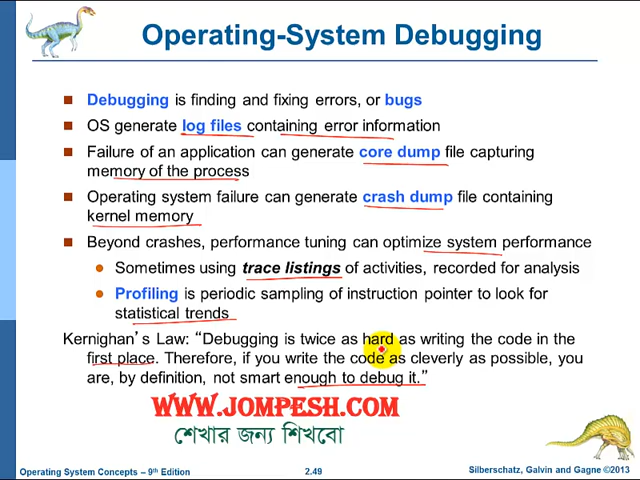 Operating-System Debugging
Debugging is finding and fixing errors, or bugs
OS generate log files containing error information
Failure of an application can generate core dump file capturing
memory of the process
Operating system failure can generate crash dump file containing
kernel memory
Beyond crashes, performance tuning can optimize system performance
Sometimes using trace listings of activities, recorded for analysis
Profiling is periodic sampling of instruction pointer to look for
statistical trends
Kernighan's Law: "Debugging is twice as hard as writing the code in the
first place. Therefore, if you write the code as cleverly as possible, you
are, by definition, not smart enough to debug it."
WWW.JOMPESH.COM
শেখার জন্য শিখবো
Operating System Concepts – 9th Edition
2.49
Silberschatz, Galvin and Gagne ©2013